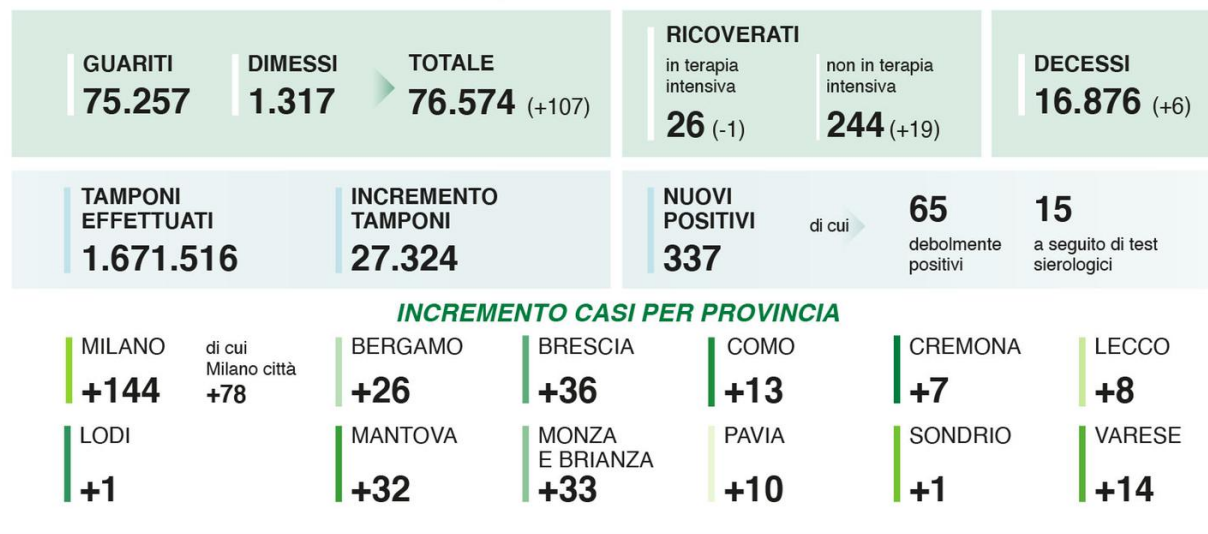 GUARITI
75.257
DIMESSI
1.317
TOTALE
76.574 (+107)
RICOVERATI
in terapia
intensiva
26 (-1)
non in terapia
intensiva
244 (+19)
DECESSI
16.876 (+6)
TAMPONI
EFFETTUATI
1.671.516
INCREMENTO
TAMPONI
27.324
NUOVI
POSITIVI
337
di cui
65
debolmente
positivi
15
a seguito di test
sierologici
INCREMENTO CASI PER PROVINCIA
MILANO
+144
di cui
Milano città
+78
BERGAMO
+26
BRESCIA
+36
COMO
+13
CREMONA
+7
LECCO
+8
LODI
+1
MANTOVA
+32
MONZA
E BRIANZA
+33
PAVIA
+10
SONDRIO
+1
VARESE
+14